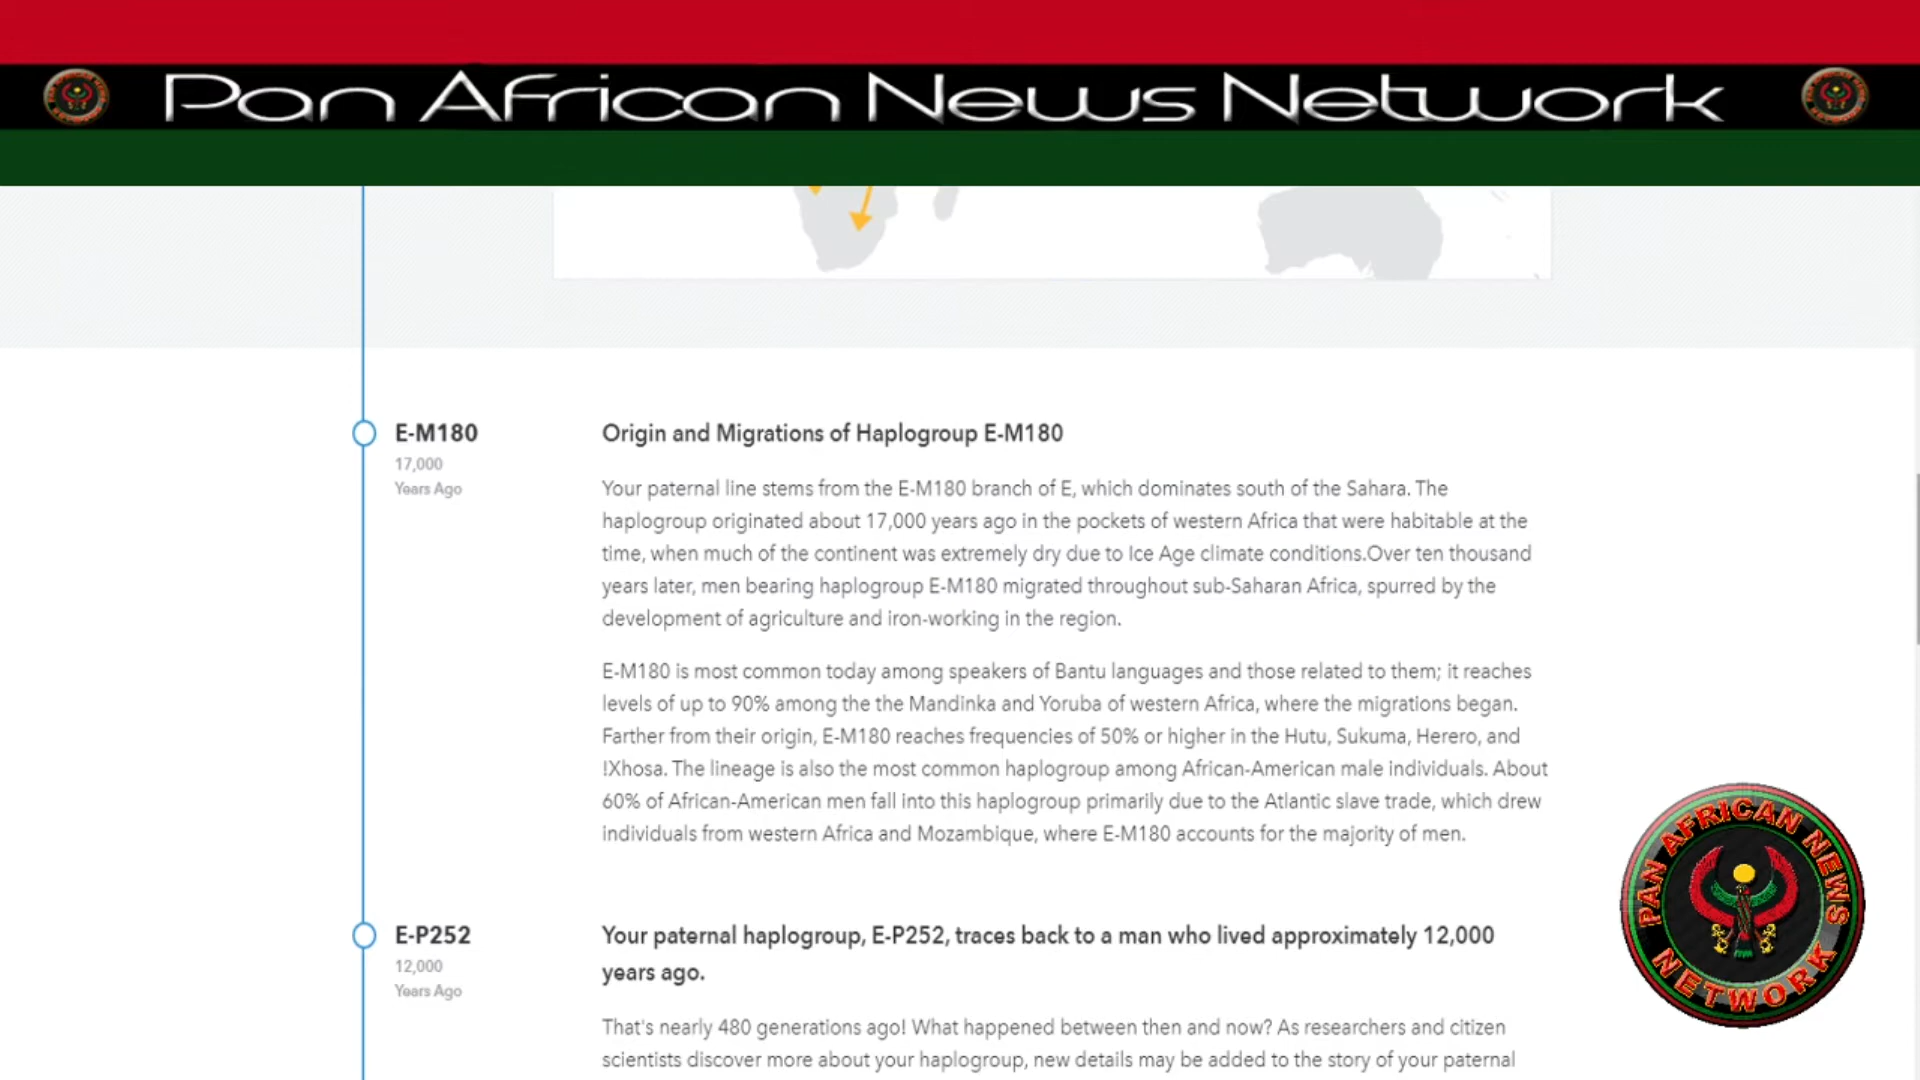 Pan African News Network
E-M180
17,000
Years Ago
Origin and Migrations of Haplogroup E-M180
Your paternal line stems from the E-M180 branch of E, which dominates south of the Sahara. The
haplogroup originated about 17,000 years ago in the pockets of western Africa that were habitable at the
time, when much of the continent was extremely dry due to Ice Age climate conditions.Over ten thousand
years later, men bearing haplogroup E-M180 migrated throughout sub-Saharan Africa, spurred by the
development of agriculture and iron-working in the region.
E-M180 is most common today among speakers of Bantu languages and those related to them; it reaches
levels of up to 90% among the the Mandinka and Yoruba of western Africa, where the migrations began.
Farther from their origin, E-M180 reaches frequencies of 50% or higher in the Hutu, Sukuma, Herero, and
!Xhosa. The lineage is also the most common haplogroup among African-American male individuals. About
60% of African-American men fall into this haplogroup primarily due to the Atlantic slave trade, which drew
individuals from western Africa and Mozambique, where E-M180 accounts for the majority of men.
PAN AFRICAN NEWS
NETWORK
E-P252
12,000
Years Ago
Your paternal haplogroup, E-P252, traces back to a man who lived approximately 12,000
years ago.
That's nearly 480 generations ago! What happened between then and now? As researchers and citizen
scientists discover more about your haplogroup, new details may be added to the story of your paternal